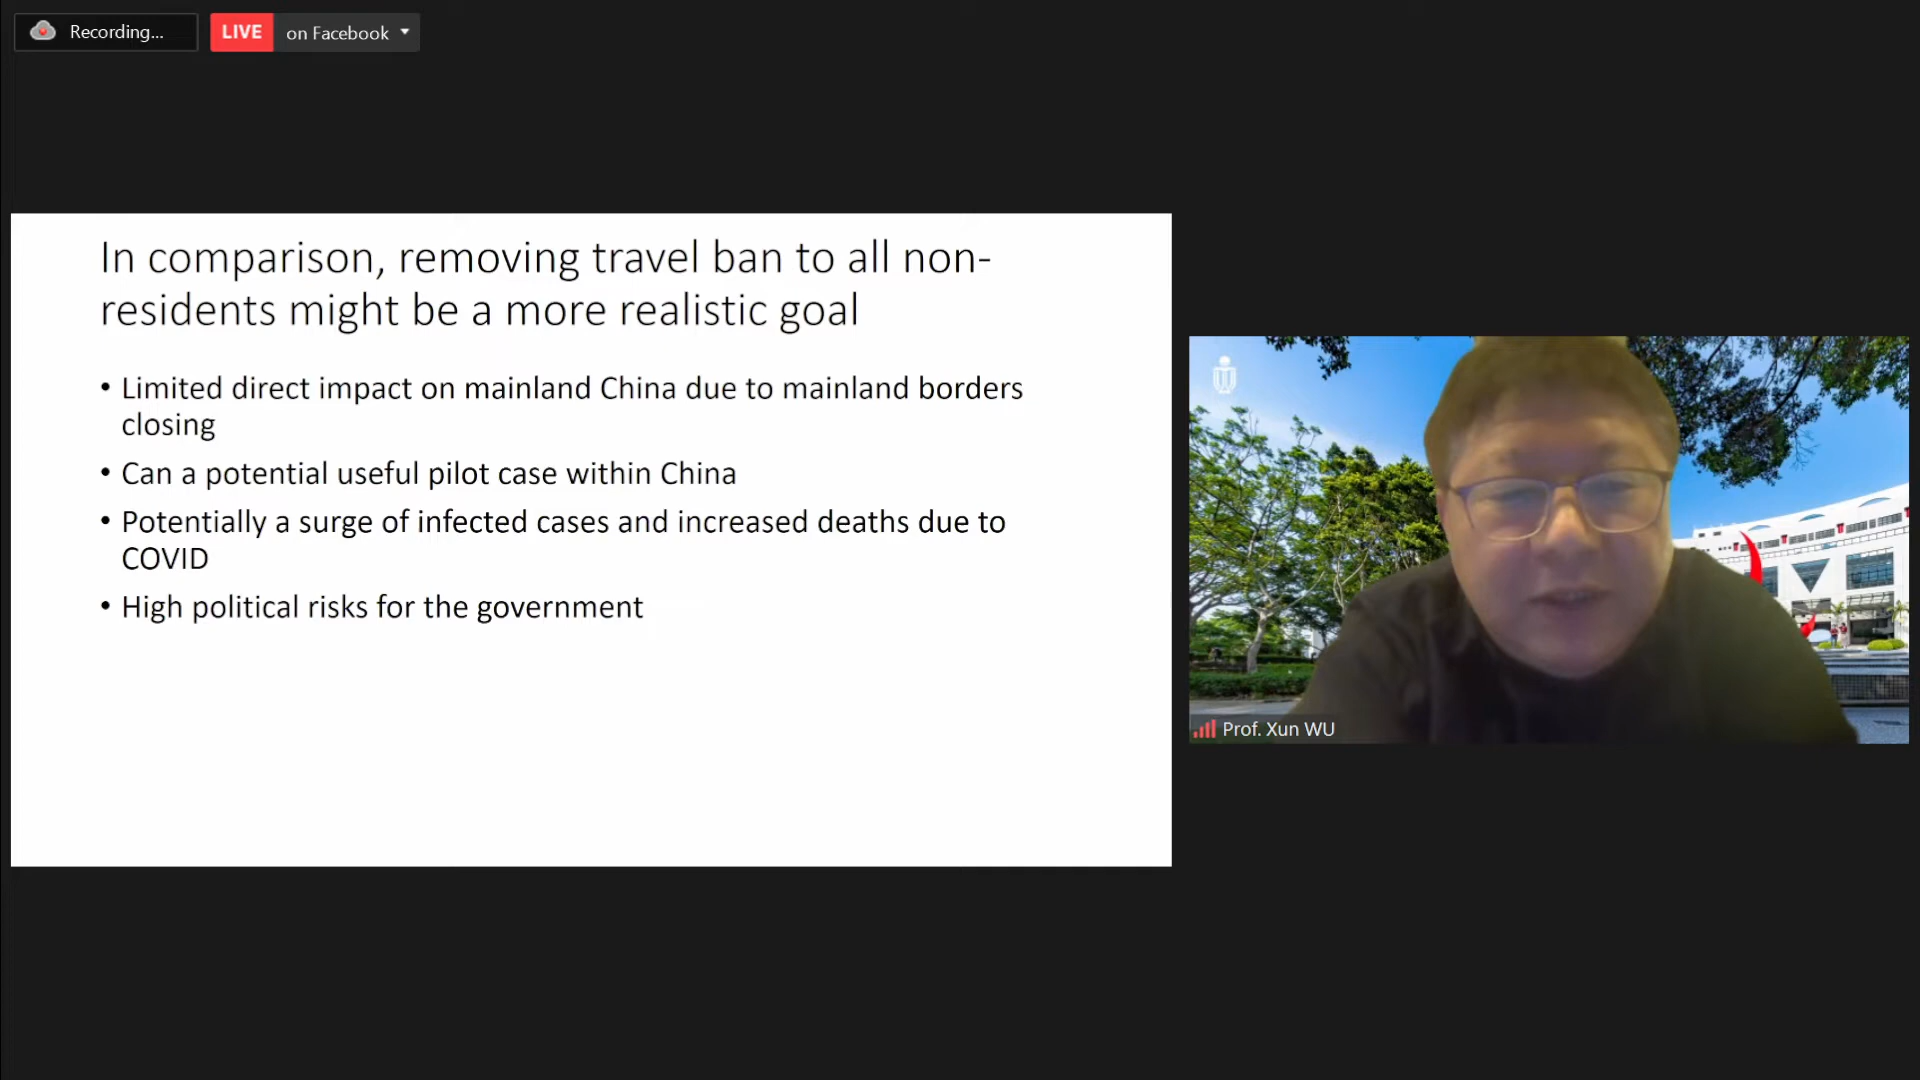 Recording...
LIVE on Facebook
In comparison, removing travel ban to all non-
residents might be a more realistic goal
• Limited direct impact on mainland China due to mainland borders
closing
• Can a potential useful pilot case within China
• Potentially a surge of infected cases and increased deaths due to
COVID
• High political risks for the government
Prof. Xun WU